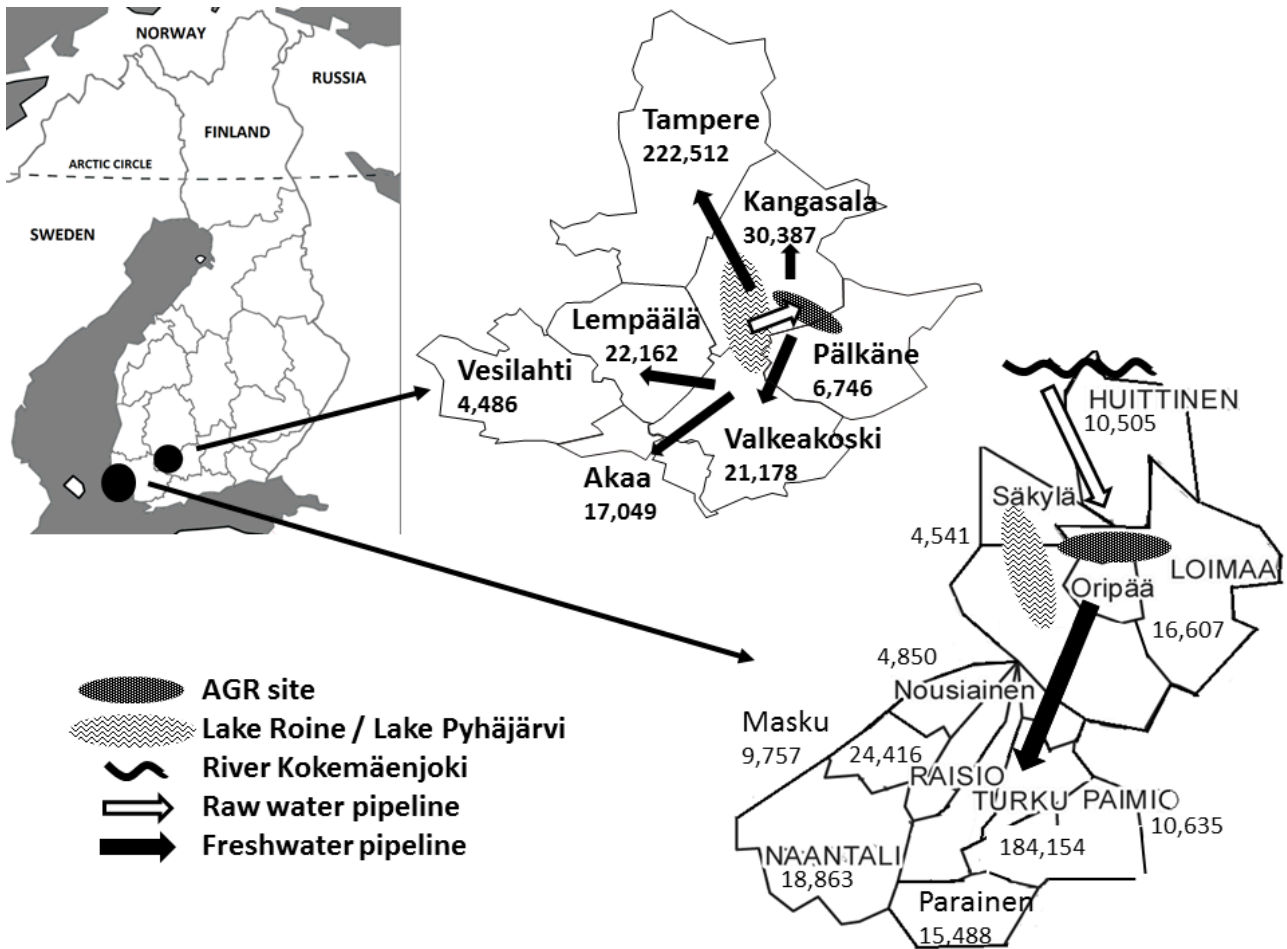 NORWAY
RUSSIA
FINLAND
ARCTIC CIRCLE
SWEDEN
Tampere
222,512
Kangasala
30,387
Lempäälä
22,162
Vesilahti
4,486
Pälkäne
6,746
Valkeakoski
21,178
Akaa
17,049
HUITTINEN
10,505
Säkylä
4,541
LOIMAA
Oripää
16,607
4,850
Nousiainen
Masku
9,757
24,416
RAISIO
TURKU
PAIMIO
10,635
184,154
NAANTALI
18,863
Parainen
15,488
AGR site
Lake Roine / Lake Pyhäjärvi
River Kokemäenjoki
Raw water pipeline
Freshwater pipeline